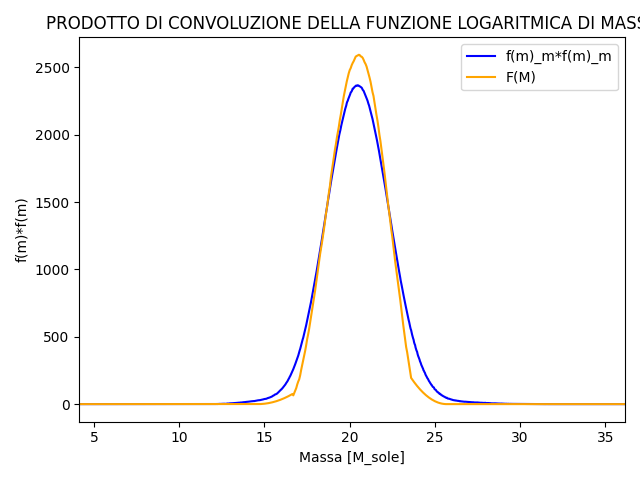 PRODOTTO DI CONVOLUZIONE DELLA FUNZIONE LOGARITMICA DI MASS
f(m)_m*f(m)_m
F(M)
2500
2000
1500
1000
500
0
f(m)*f(m)
5 10 15 20 25 30 35
Massa [M_sole]